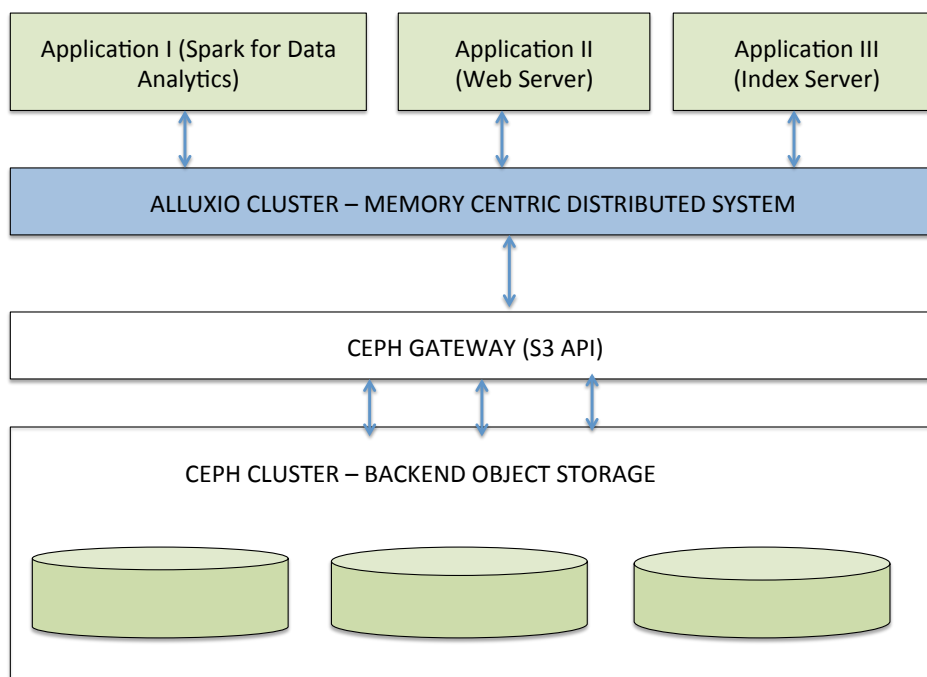 Application I (Spark for Data
Analytics)
Application II
(Web Server)
Application III
(Index Server)
ALLUXIO CLUSTER – MEMORY CENTRIC DISTRIBUTED SYSTEM
CEPH GATEWAY (S3 API)
CEPH CLUSTER – BACKEND OBJECT STORAGE